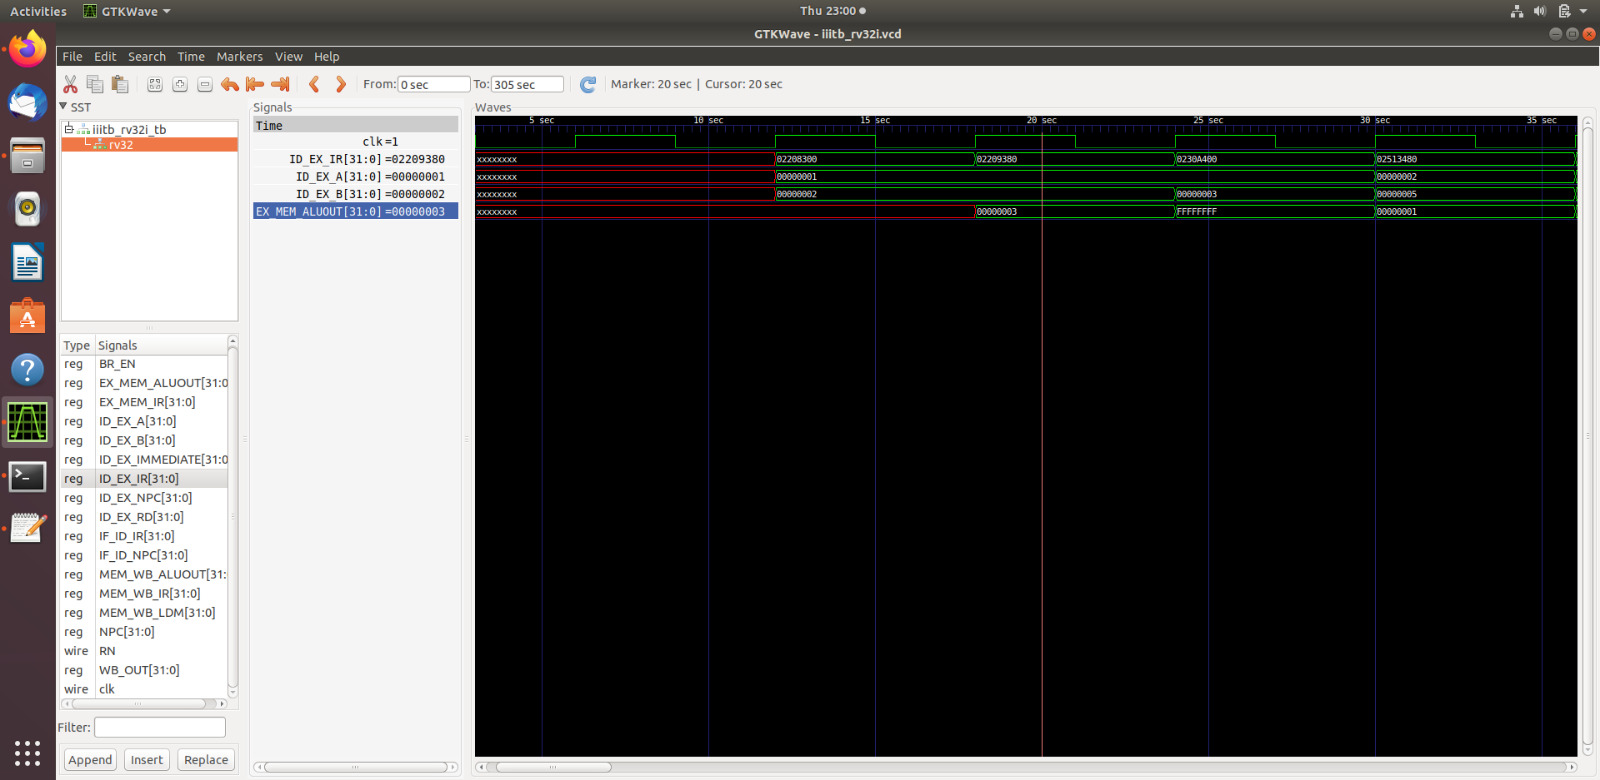 Activities GTKWave Thu 23:00
GTKWave - iiitb_rv32i.vcd
File Edit Search Time Markers View Help
From: 0 sec To: 305 sec Marker: 20 sec | Cursor: 20 sec
SST
iiitb_rv32i_tb
rv32
Type Signals
reg BR_EN
reg EX_MEM_ALUOUT[31:0
reg EX_MEM_IR[31:0]
reg ID_EX_A[31:0]
reg ID_EX_B[31:0]
reg ID_EX_IMMEDIATE[31:0
reg ID_EX_IR[31:0]
reg ID_EX_NPC[31:0]
reg ID_EX_RD[31:0]
reg IF_ID_IR[31:0]
reg IF_ID_NPC[31:0]
reg MEM_WB_ALUOUT[31:
reg MEM_WB_IR[31:0]
reg MEM_WB_LDM[31:0]
reg NPC[31:0]
wire RN
reg WB_OUT[31:0]
wire clk
Filter:
Append Insert Replace
Signals
Time
clk=1
ID_EX_IR[31:0]=02209380
ID_EX_A[31:0]=00000001
ID_EX_B[31:0]=00000002
EX_MEM_ALUOUT[31:0]=00000003
Waves
5 sec 10 sec 15 sec 20 sec 25 sec 30 sec 35 sec
xxxxxxxx 02208300 02209380 0230A400 02513480
xxxxxxxx 00000001 00000002
xxxxxxxx 00000002 00000003 00000005
xxxxxxxx 00000003 FFFFFFFF 00000001